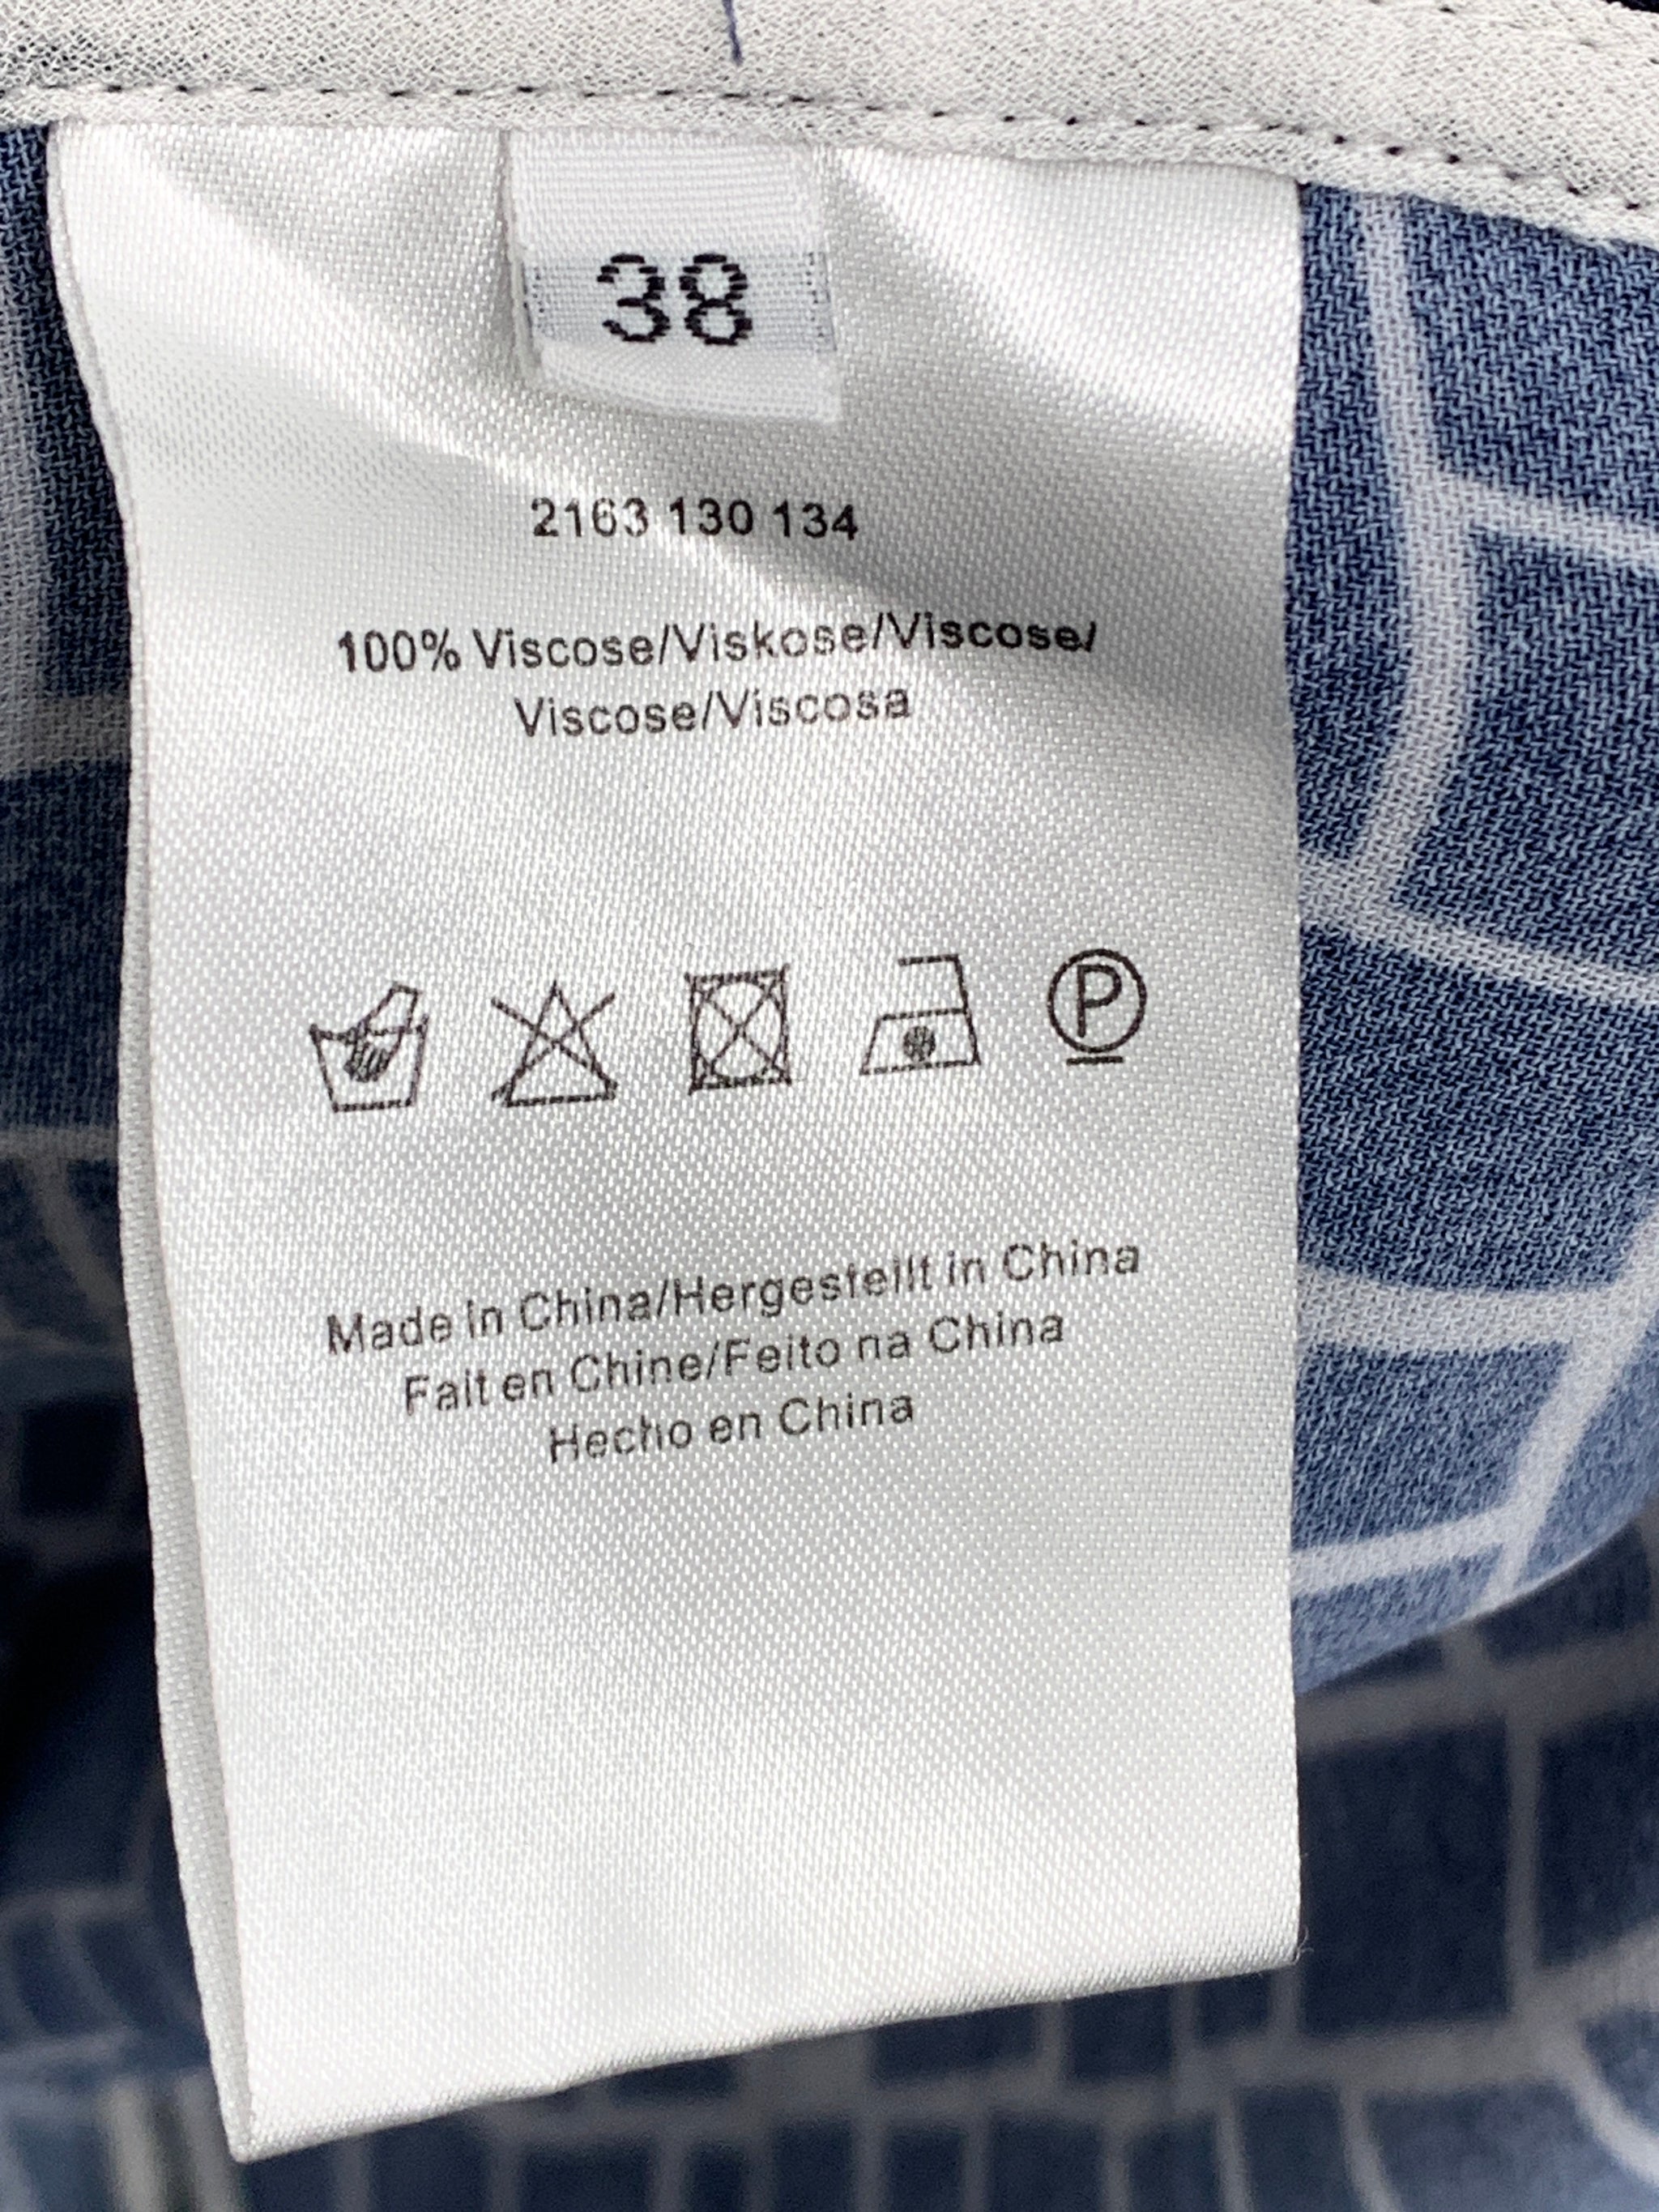 38
2163 130 134
100% Viscose/Viskose/Viscose/
Viscose/Viscosa
P
Made in China/Hergestellt in China
Fait en Chine/Feito na China
Hecho en China